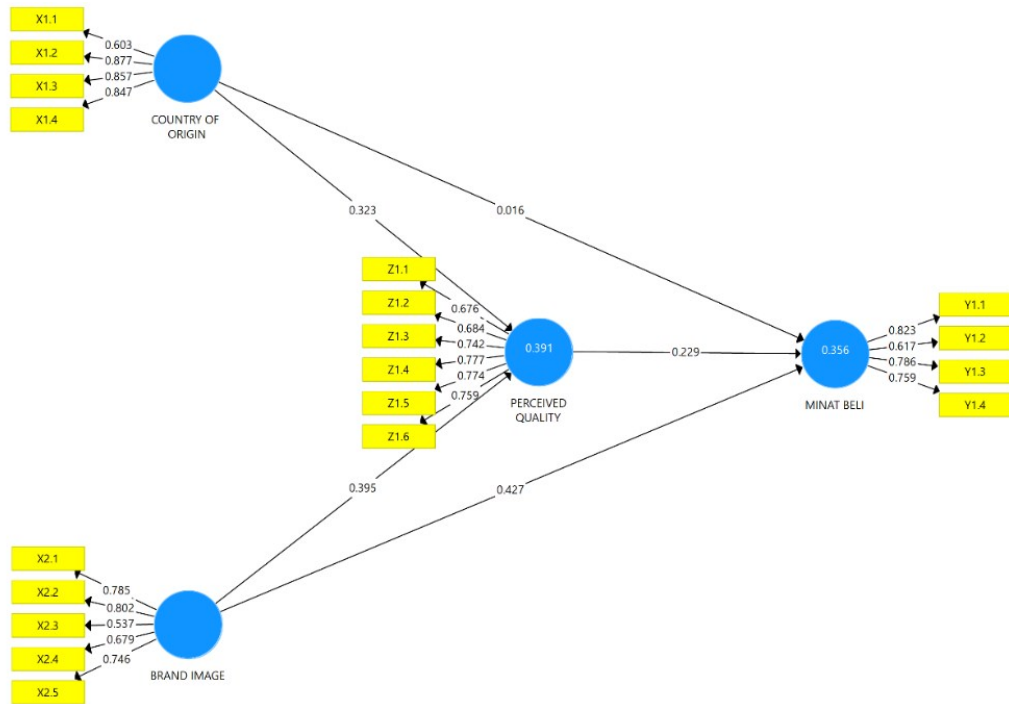 X1.1
0.603
X1.2
0.877
X1.3
0.857
X1.4
0.847
COUNTRY OF
ORIGIN
0.323
0.016
Z1.1
0.676
Z1.2
0.684
Z1.3
0.742
Z1.4
0.777
Z1.5
0.774
Z1.6
0.759
0.391
PERCEIVED
QUALITY
0.229
0.356
MINAT BELI
Y1.1
0.823
Y1.2
0.617
Y1.3
0.786
Y1.4
0.759
0.395
0.427
X2.1
0.785
X2.2
0.802
X2.3
0.537
X2.4
0.679
X2.5
0.746
BRAND IMAGE